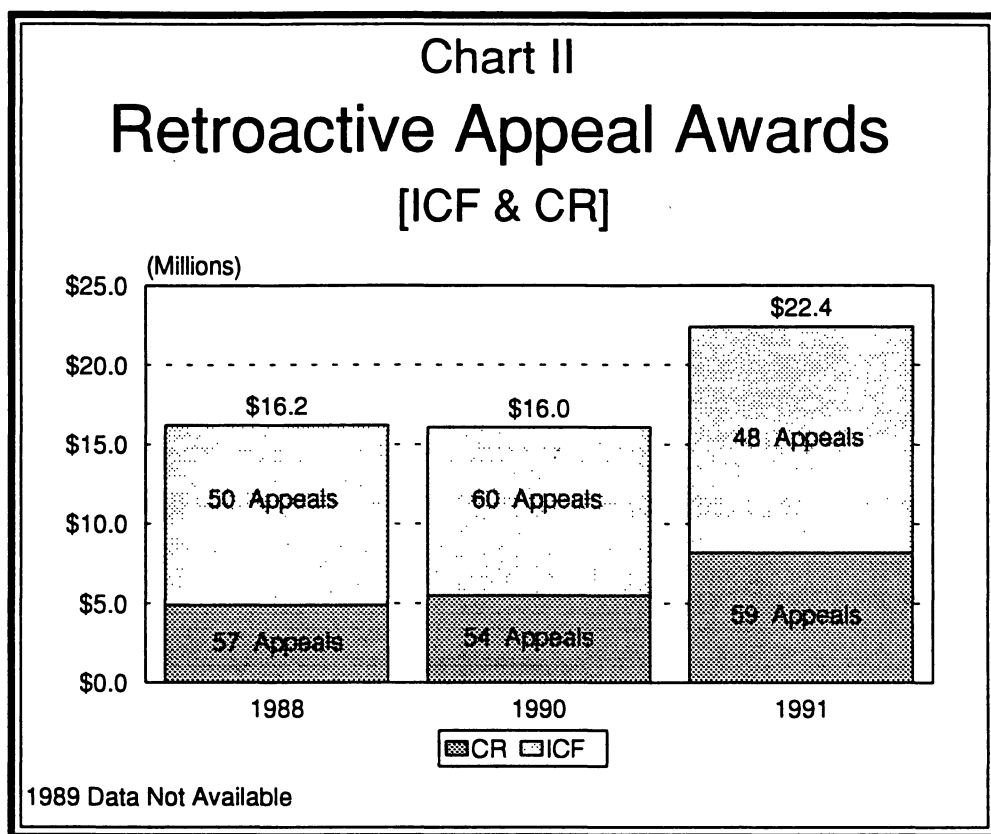 Chart II
Retroactive Appeal Awards
[ICF & CR]
(Millions)
$25.0
$20.0
$15.0
$10.0
$5.0
$0.0
$16.2
$16.0
$22.4
50 Appeals
60 Appeals
48 Appeals
57 Appeals
54 Appeals
59 Appeals
1988 1990 1991
CR ICF
1989 Data Not Available